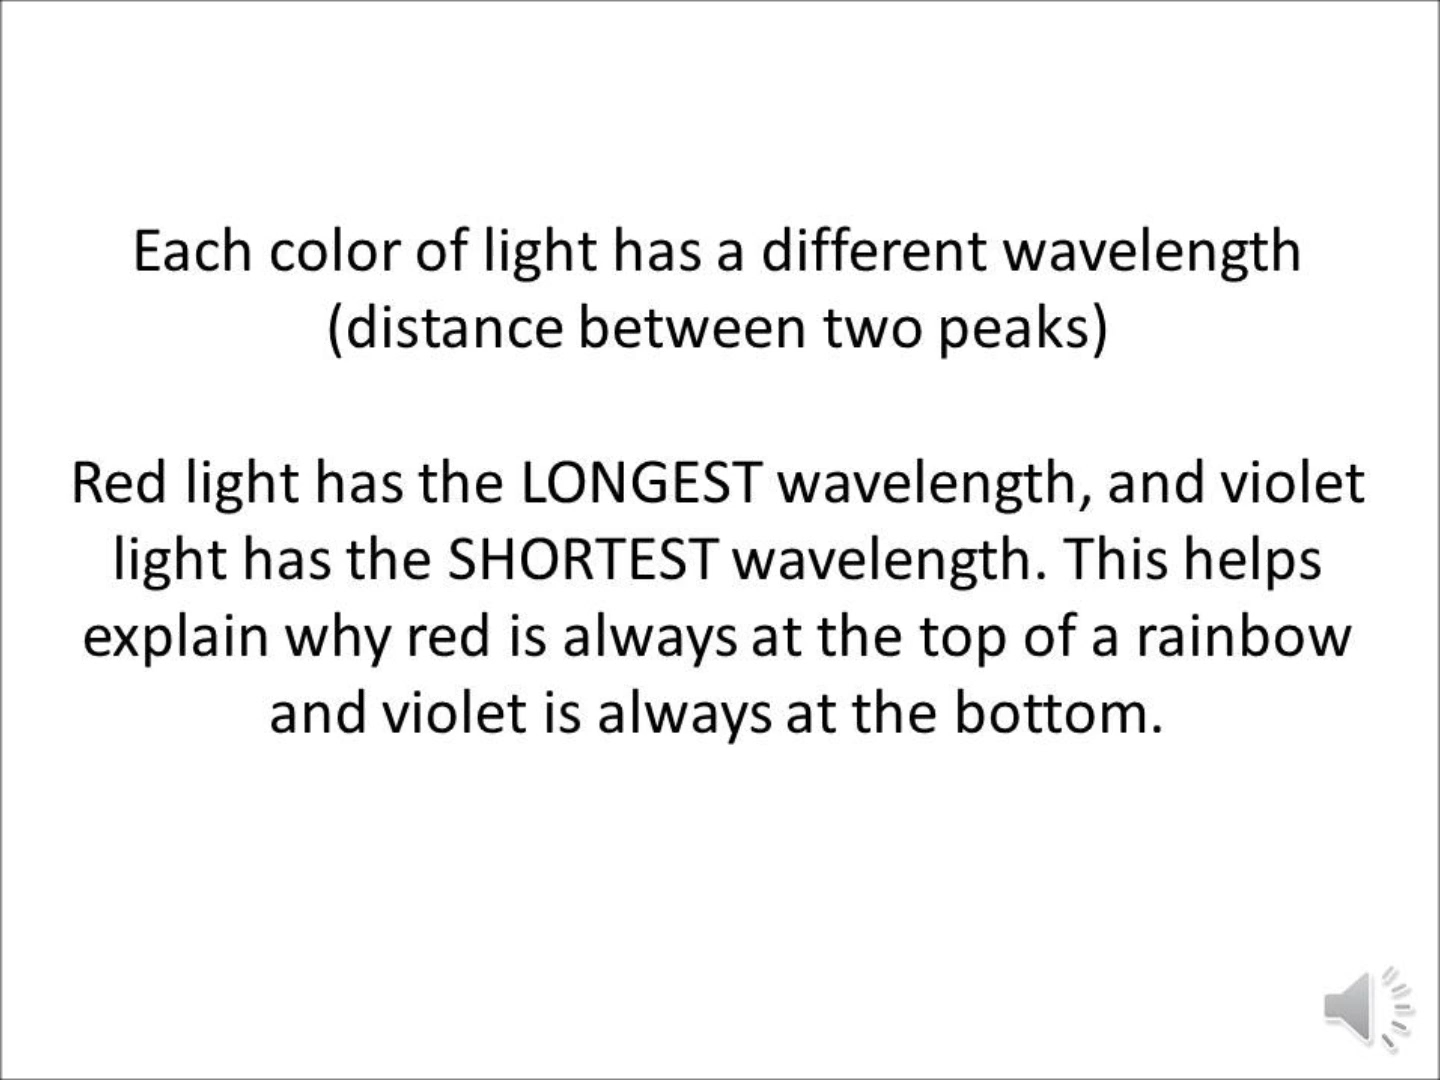 Each color of light has a different wavelength
(distance between two peaks)
Red light has the LONGEST wavelength, and violet
light has the SHORTEST wavelength. This helps
explain why red is always at the top of a rainbow
and violet is always at the bottom.